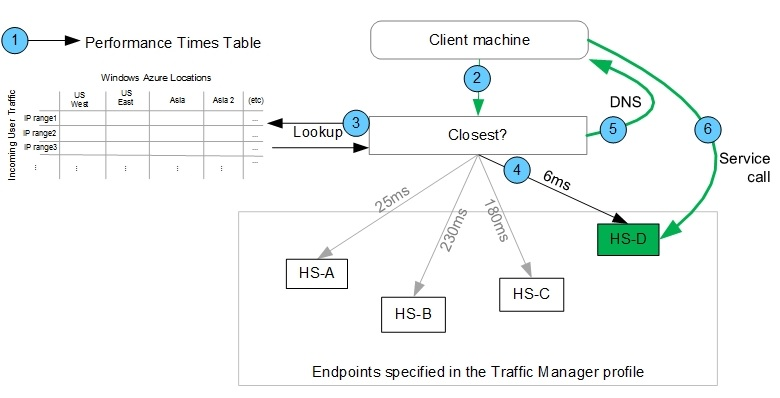 1 Performance Times Table
Client machine
Windows Azure Locations
Incoming User Traffic
US West
US East
Asia
Asia 2
(etc)
IP range1
...
IP range2
...
IP range3
...
⋮ ⋮ ⋮ ⋮ ⋮
2
3
Lookup
Closest?
DNS
5
6
Service call
4
25ms
230ms
180ms
6ms
HS-A
HS-B
HS-C
HS-D
Endpoints specified in the Traffic Manager profile